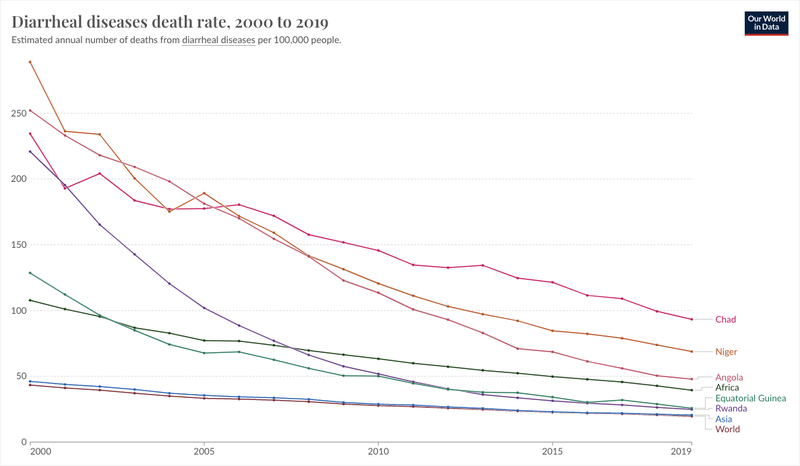 Diarrheal diseases death rate, 2000 to 2019
Estimated annual number of deaths from diarrheal diseases per 100,000 people.
Our World
in Data
250
200
150
100
50
0
2000
2005
2010
2015
2019
Chad
Niger
Angola
Africa
Equatorial Guinea
Rwanda
Asia
World